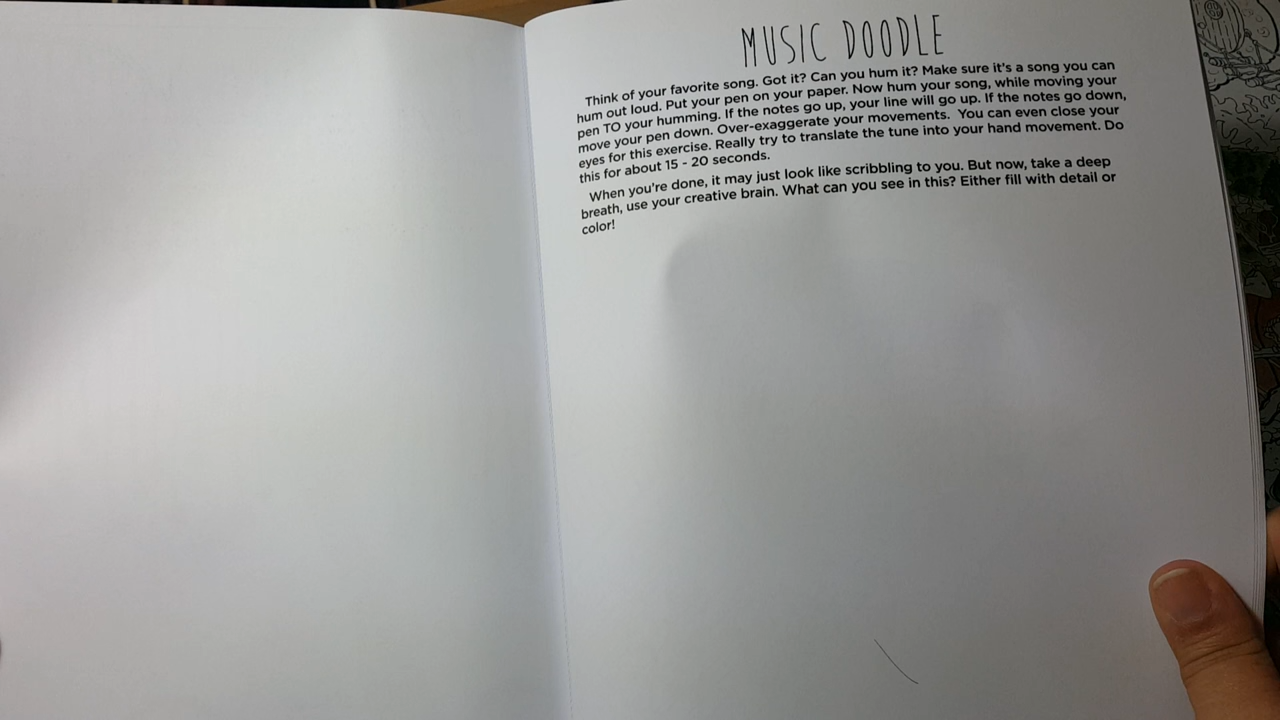 MUSIC DOODLE
Think of your favorite song. Got it? Can you hum it? Make sure it's a song you can
hum out loud. Put your pen on your paper. Now hum your song, while moving your
pen TO your humming. If the notes go up, your line will go up. If the notes go down,
move your pen down. Over-exaggerate your movements. You can even close your
eyes for this exercise. Really try to translate the tune into your hand movement. Do
this for about 15 - 20 seconds.
When you're done, it may just look like scribbling to you. But now, take a deep
breath, use your creative brain. What can you see in this? Either fill with detail or
color!